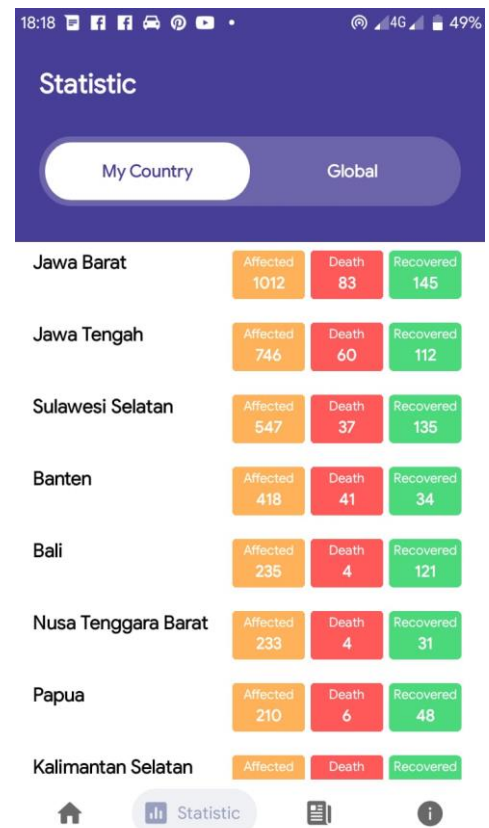 18:18
4G 49%
Statistic
My Country Global
Jawa Barat
Affected Death Recovered
1012 83 145
Jawa Tengah
Affected Death Recovered
746 60 112
Sulawesi Selatan
Affected Death Recovered
547 37 135
Banten
Affected Death Recovered
418 41 34
Bali
Affected Death Recovered
235 4 121
Nusa Tenggara Barat
Affected Death Recovered
233 4 31
Papua
Affected Death Recovered
210 6 48
Kalimantan Selatan
Affected Death Recovered
Statistic